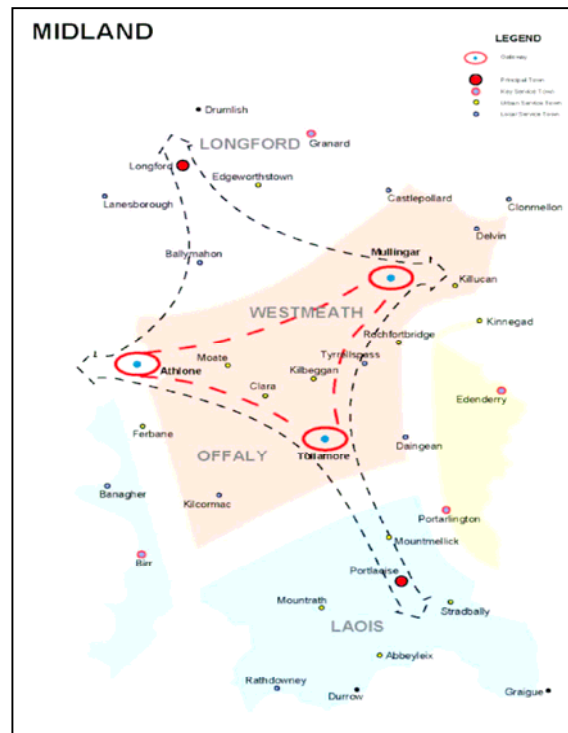 MIDLAND
LEGEND
Gateway
Principal Town
Key Service Town
Urban Service Town
Local Service Town
Drumlish
LONGFORD
Granard
Longford
Edgeworthstown
Lanesborough
Castlepollard
Clonmellon
Delvin
Mullingar
Ballymahon
Killucan
WESTMEATH
Kinnegad
Rochfortbridge
Moate
Tyrrellspass
Athlone
Kilbeggan
Clara
Edenderry
Ferbane
OFFALY
Tullamore
Daingean
Banagher
Kilcormac
Portarlington
Mountmellick
Birr
Portlaoise
Mountrath
Stradbally
LAOIS
Abbeyleix
Rathdowney
Durrow
Graigue